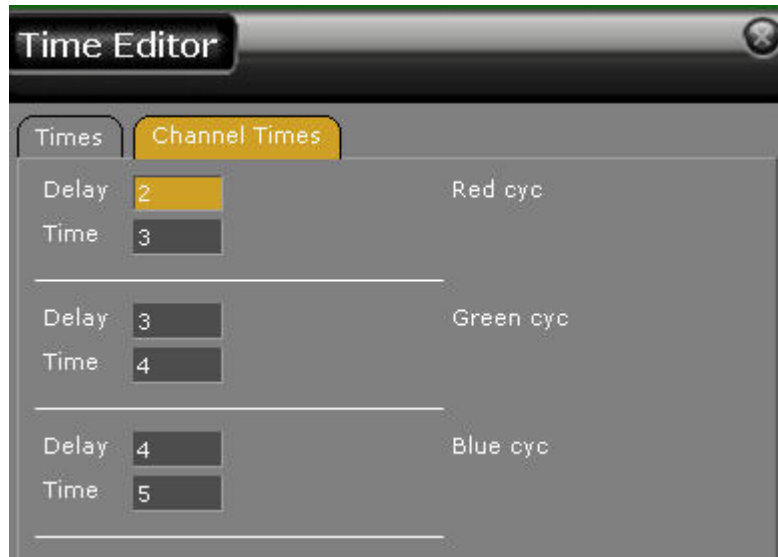 Time Editor
Times Channel Times
Delay 2 Red cyc
Time 3
Delay 3 Green cyc
Time 4
Delay 4 Blue cyc
Time 5